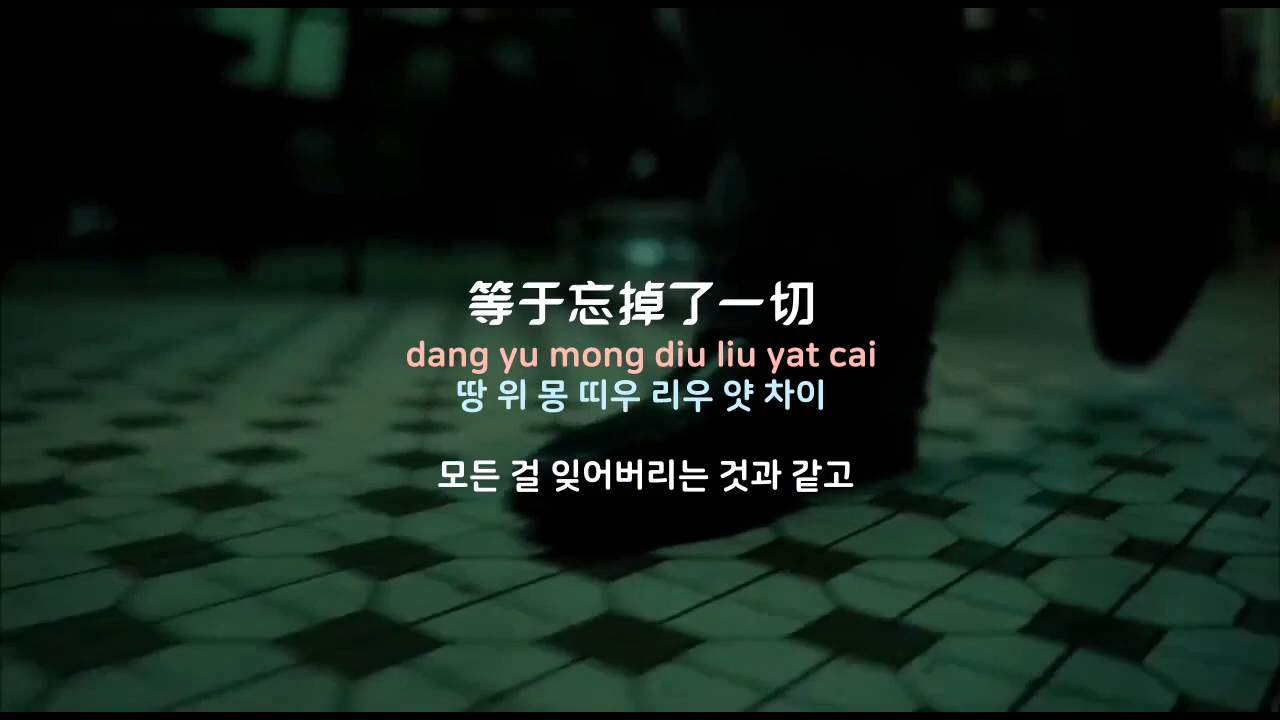 等于忘掉了一切
dang yu mong diu liu yat cai
땅 위 몽 띠우 리우 얏 차이
모든 걸 잊어버리는 것과 같고